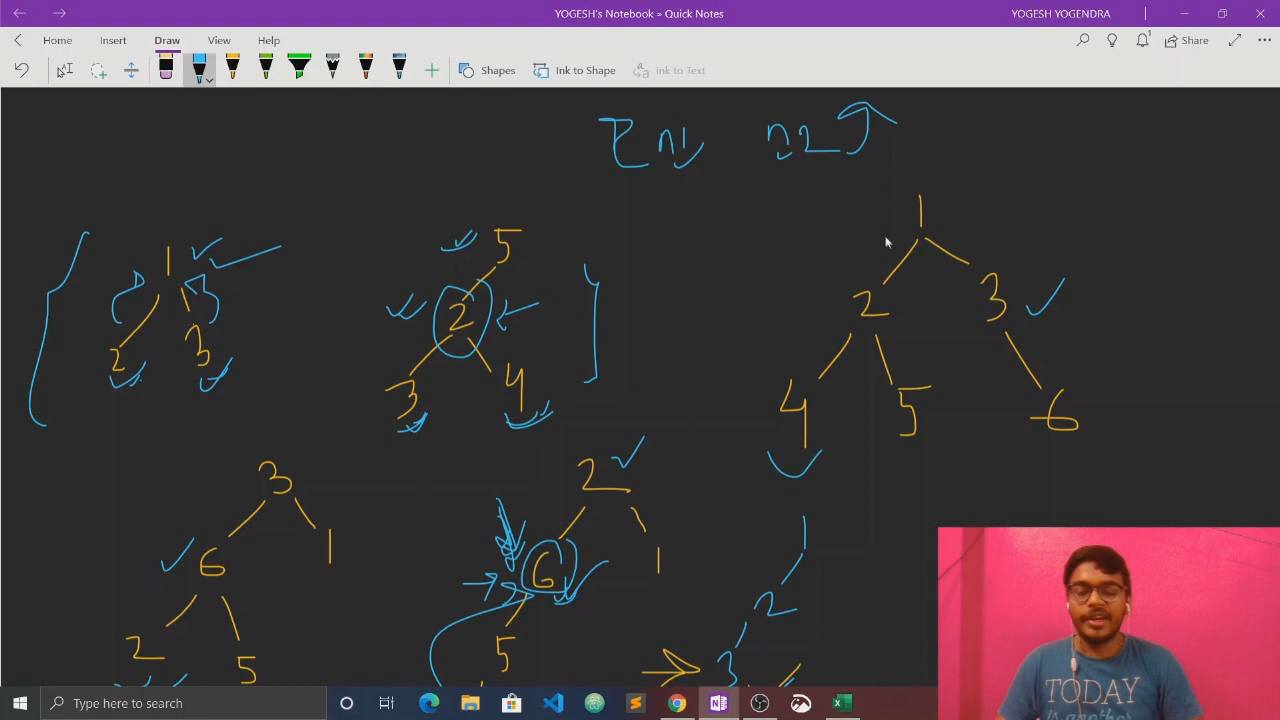 YOGESH's Notebook » Quick Notes
YOGESH YOGENDRA
Home Insert Draw View Help
Share
Shapes
Ink to Shape
Ink to Text
n1 n2
1
2 3
5
2
3 4
1
2 3
4 5 6
3
6 1
2 5
2
6 1
5
1
2
3
TODAY
Type here to search